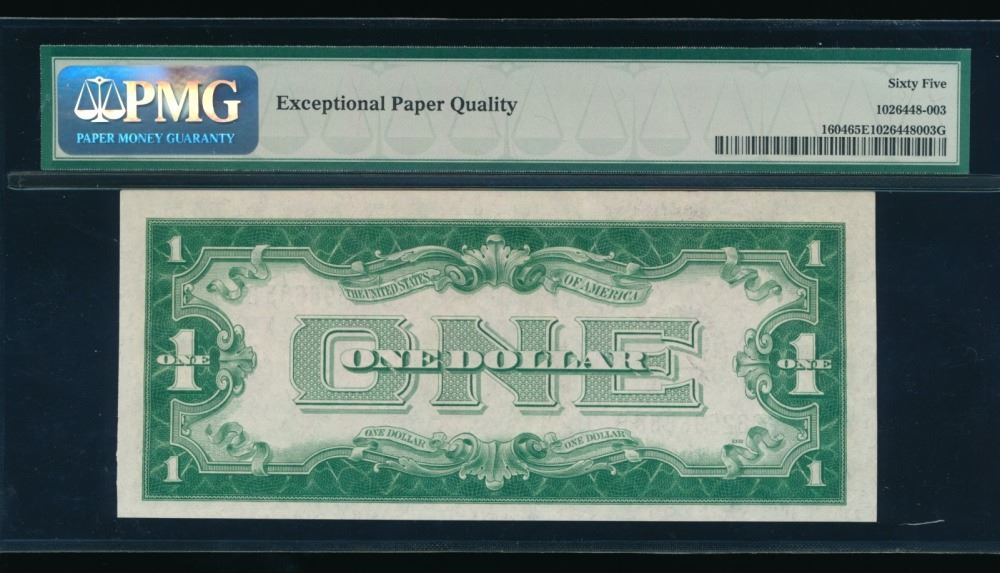 PMG
PAPER MONEY GUARANTY
Exceptional Paper Quality
Sixty Five
1026448-003
160465E1026448003G
1 1
THE UNITED STATES OF AMERICA
ONE
ONE DOLLAR
1 ONE 1 ONE
ONE DOLLAR ONE DOLLAR
1 1